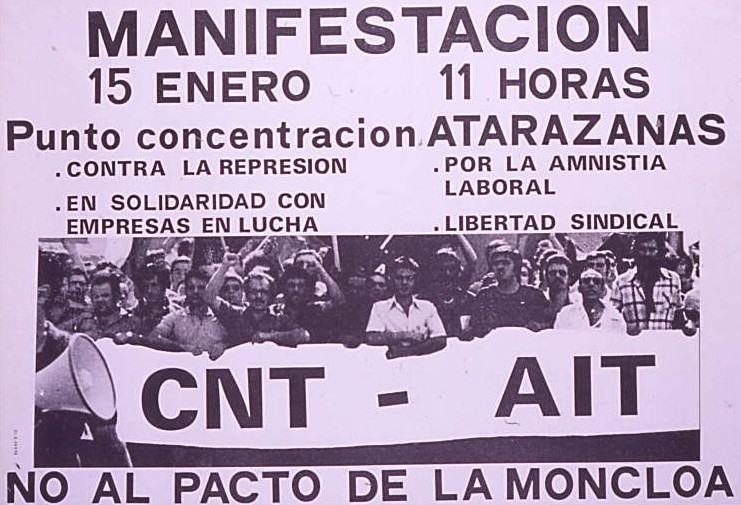 MANIFESTACION
15 ENERO 11 HORAS
Punto concentracion ATARAZANAS
. CONTRA LA REPRESION
. EN SOLIDARIDAD CON
EMPRESAS EN LUCHA
. POR LA AMNISTIA
LABORAL
. LIBERTAD SINDICAL
CNT - AIT
NO AL PACTO DE LA MONCLOA